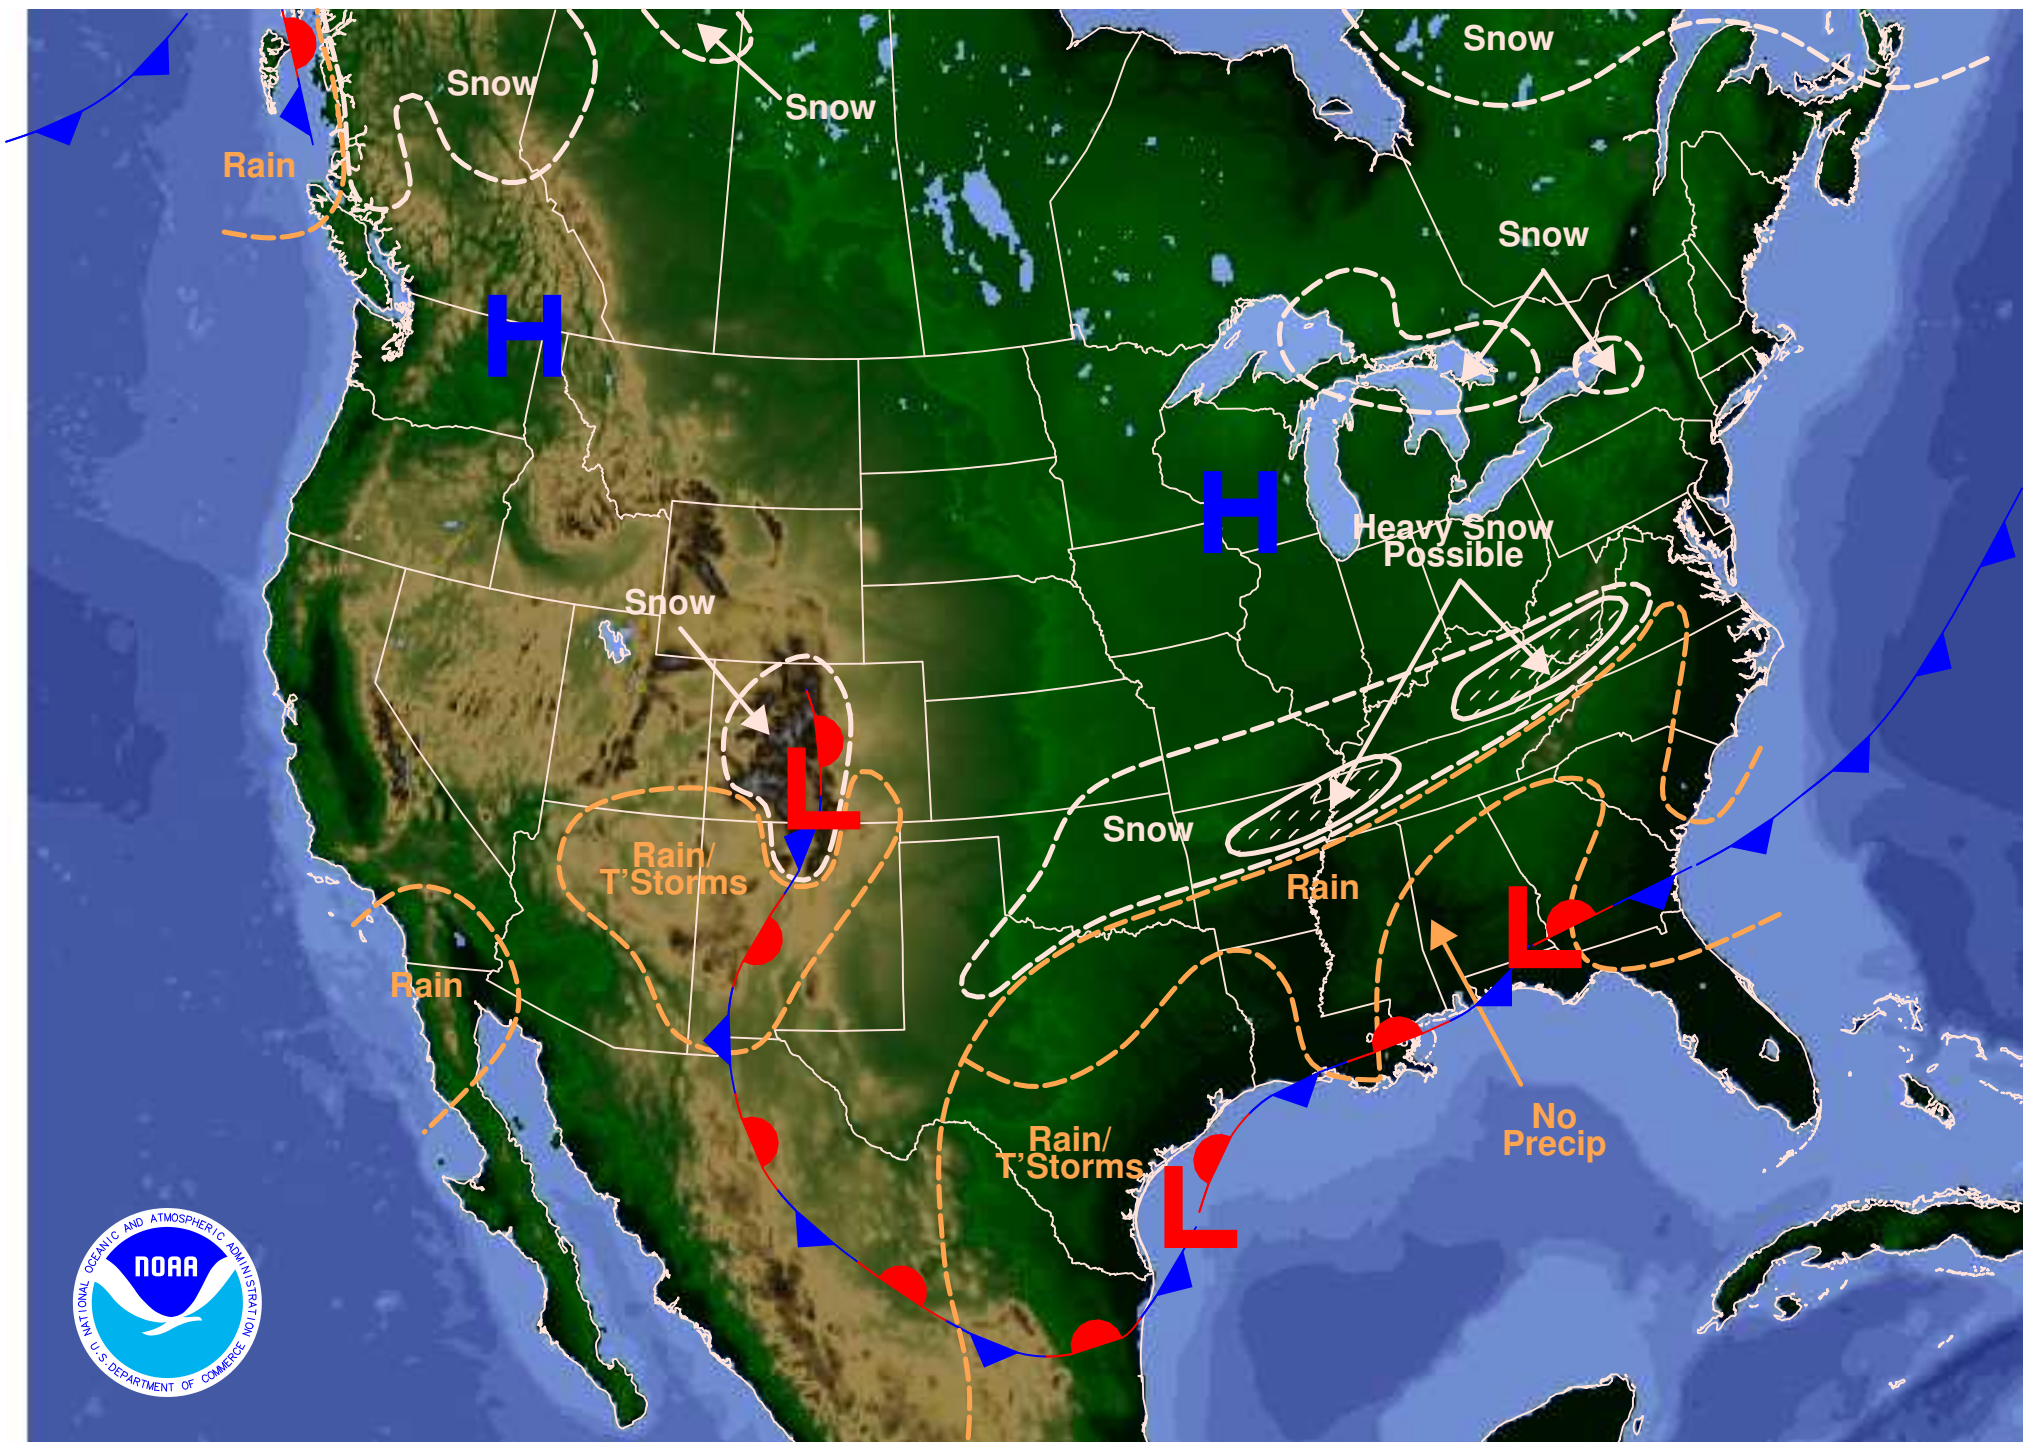 Snow
Snow
Snow
Rain
Snow
H
H
Heavy Snow
Possible
Snow
L
Snow
Rain/
T'Storms
Rain
L
Rain
No
Precip
Rain/
T'Storms
L
NATIONAL OCEANIC AND ATMOSPHERIC ADMINISTRATION
NOAA
U.S. DEPARTMENT OF COMMERCE